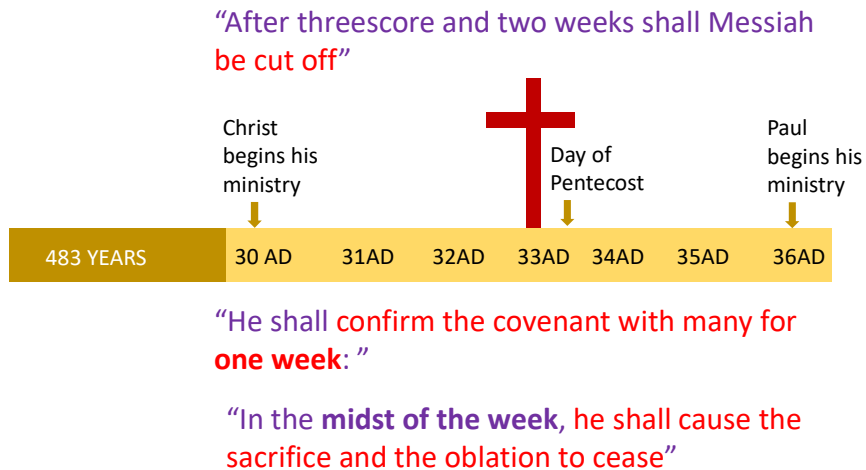 “After threescore and two weeks shall Messiah
be cut off”
Christ
begins his
ministry
Day of
Pentecost
Paul
begins his
ministry
483 YEARS
30 AD
31AD
32AD
33AD
34AD
35AD
36AD
“He shall confirm the covenant with many for
one week: ”
“In the midst of the week, he shall cause the
sacrifice and the oblation to cease”